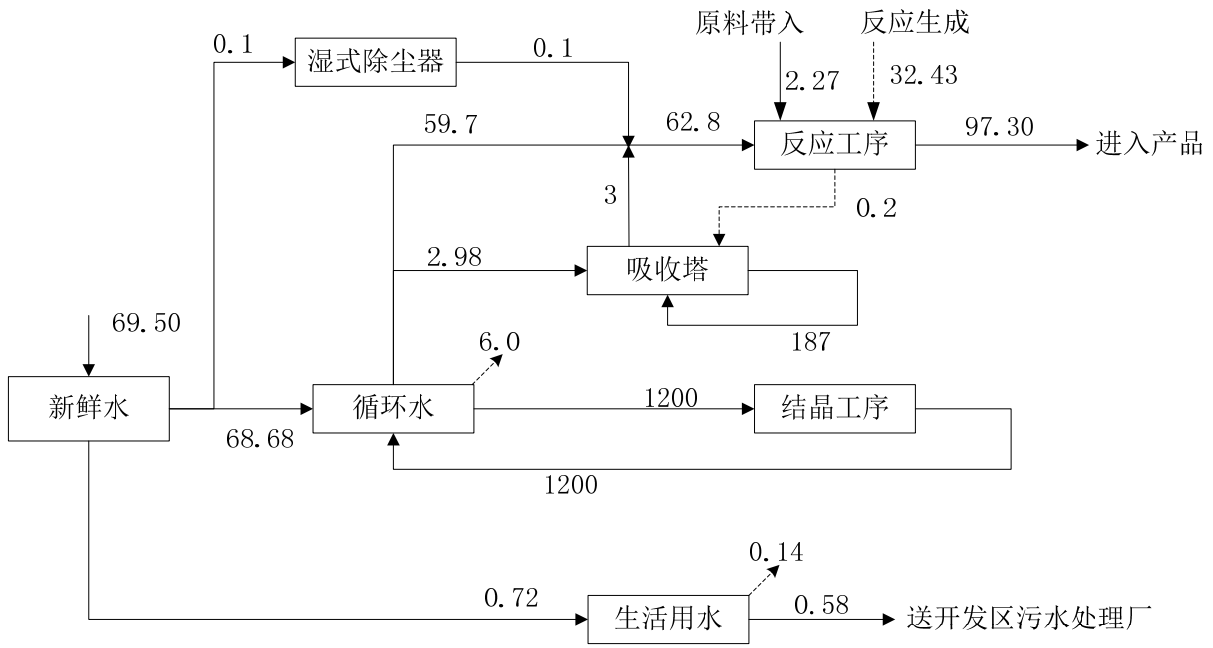 原料带入
反应生成
0.1
湿式除尘器
0.1
2.27
32.43
59.7
62.8
反应工序
97.30
进入产品
3
0.2
2.98
吸收塔
187
69.50
6.0
新鲜水
68.68
循环水
1200
结晶工序
1200
0.14
0.72
生活用水
0.58
送开发区污水处理厂